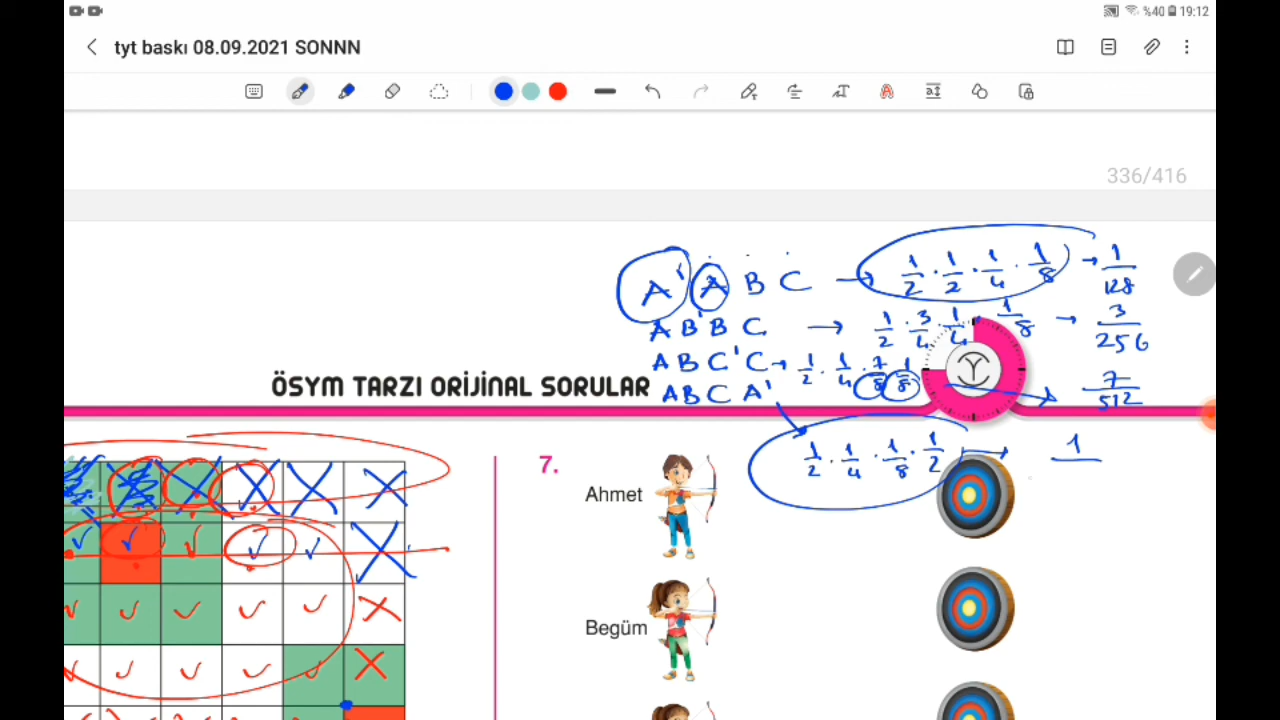 %40 19:12
tyt baskı 08.09.2021 SONNN
336/416
A' A B C → 1/2 · 1/2 · 1/4 · 1/8 → 1/128
A B' B C → 1/2 · 3/4 · 1/4 · 1/8 → 3/256
A B C' C → 1/2 · 1/4 · 7/8 · 1/8 → 7/512
A B C A'
1/2 · 1/4 · 1/8 · 1/2 → 1
ÖSYM TARZI ORİJİNAL SORULAR
7.
Ahmet
Begüm